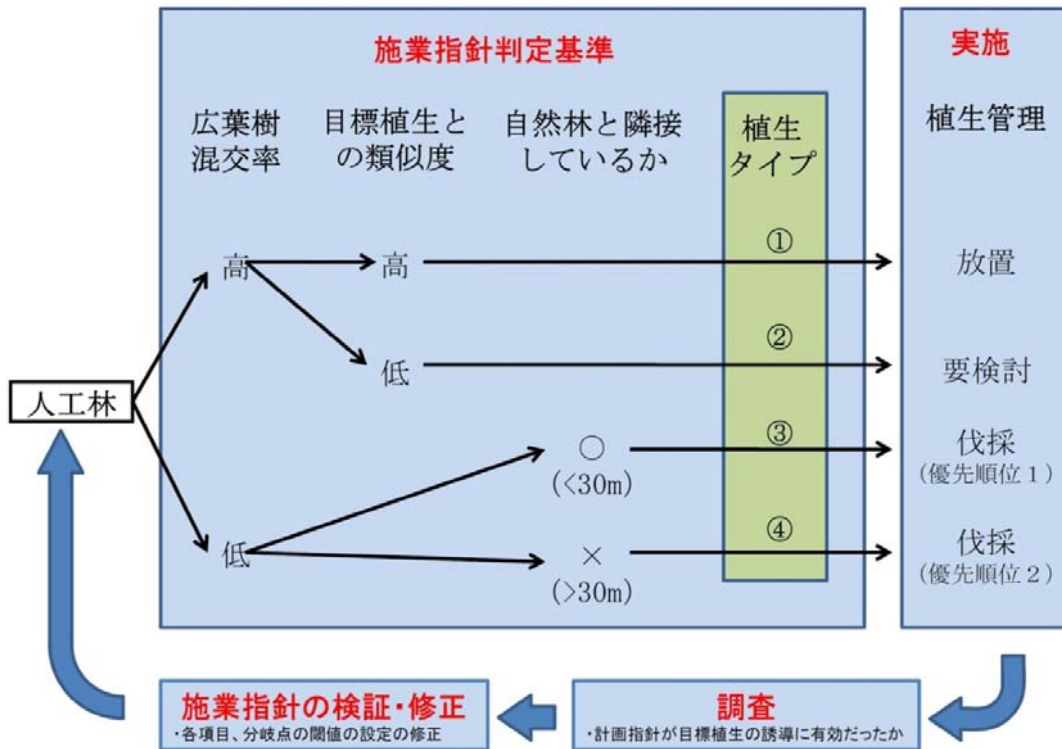 施業指針判定基準
実施
広葉樹
混交率
目標植生と
の類似度
自然林と隣接
しているか
植生
タイプ
植生管理
高
高
①
放置
低
②
要検討
人工林
○
(<30m)
③
伐採
(優先順位1)
低
×
(>30m)
④
伐採
(優先順位2)
施業指針の検証・修正
・各項目、分岐点の閾値の設定の修正
調査
・計画指針が目標植生の誘導に有効だったか